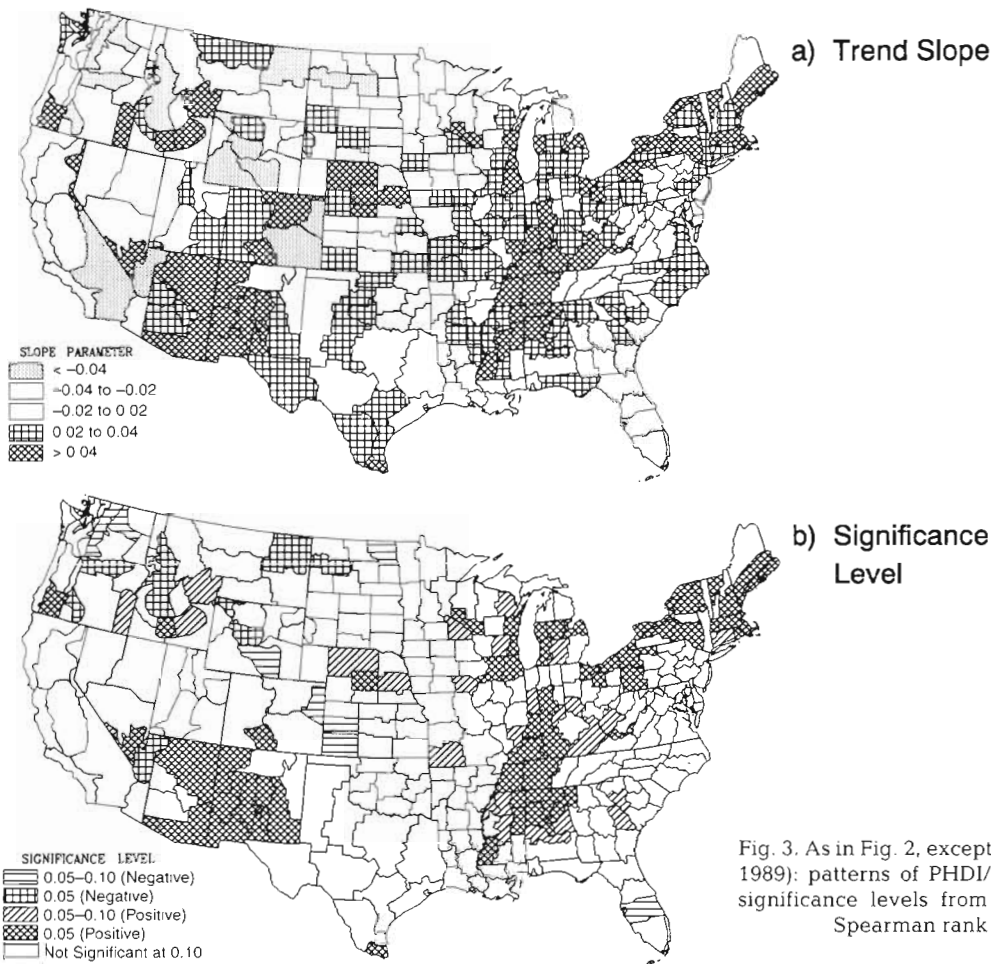 a) Trend Slope
SLOPE PARAMETER
< -0.04
-0.04 to -0.02
-0.02 to 0 02
0 02 to 0.04
> 0 04
b) Significance
Level
SIGNIFICANCE LEVEL
0.05-0.10 (Negative)
0.05 (Negative)
0.05-0.10 (Positive)
0.05 (Positive)
Not Significant at 0.10
Fig. 3. As in Fig. 2, except
1989): patterns of PHDI/
significance levels from
Spearman rank